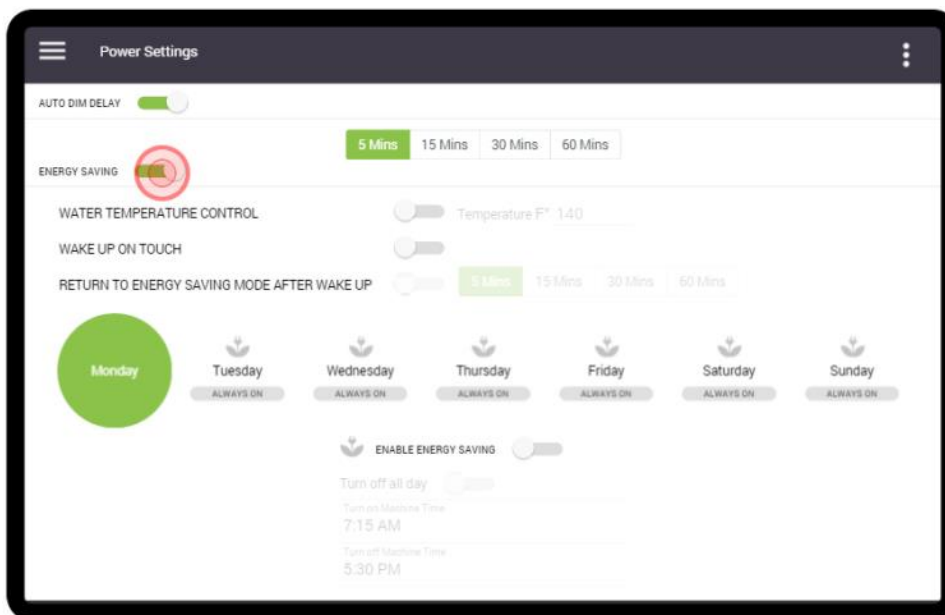 Power Settings
AUTO DIM DELAY
5 Mins 15 Mins 30 Mins 60 Mins
ENERGY SAVING
WATER TEMPERATURE CONTROL Temperature F° 140
WAKE UP ON TOUCH
RETURN TO ENERGY SAVING MODE AFTER WAKE UP 5 Mins 15 Mins 30 Mins 60 Mins
Monday Tuesday Wednesday Thursday Friday Saturday Sunday
ALWAYS ON ALWAYS ON ALWAYS ON ALWAYS ON ALWAYS ON ALWAYS ON
ENABLE ENERGY SAVING
Turn off all day
Turn on Machine Time
7:15 AM
Turn off Machine Time
5:30 PM